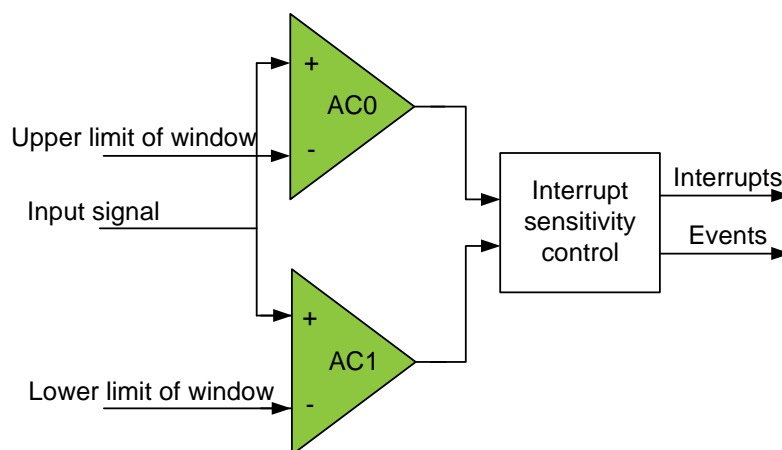 +
AC0
Upper limit of window
-
Input signal
Interrupt
sensitivity
control
Interrupts
Events
+
AC1
Lower limit of window
-